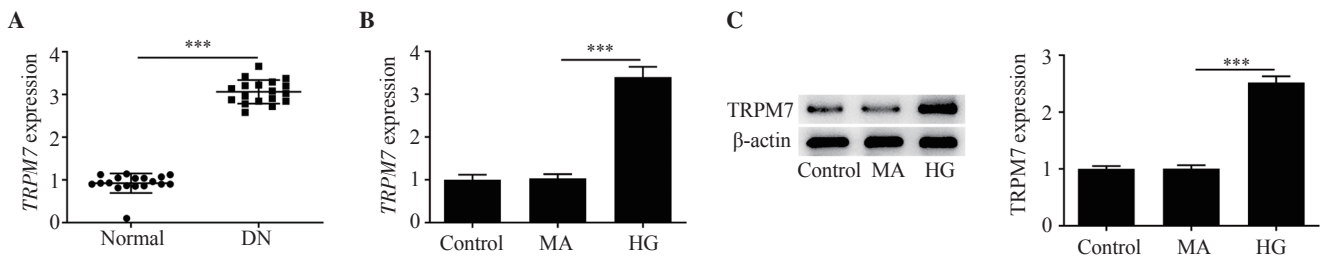 A
***
TRPM7 expression
4
3
2
1
0
Normal DN
B
***
TRPM7 expression
4
3
2
1
0
Control MA HG
C
TRPM7
β-actin
Control MA HG
***
TRPM7 expression
3
2
1
0
Control MA HG